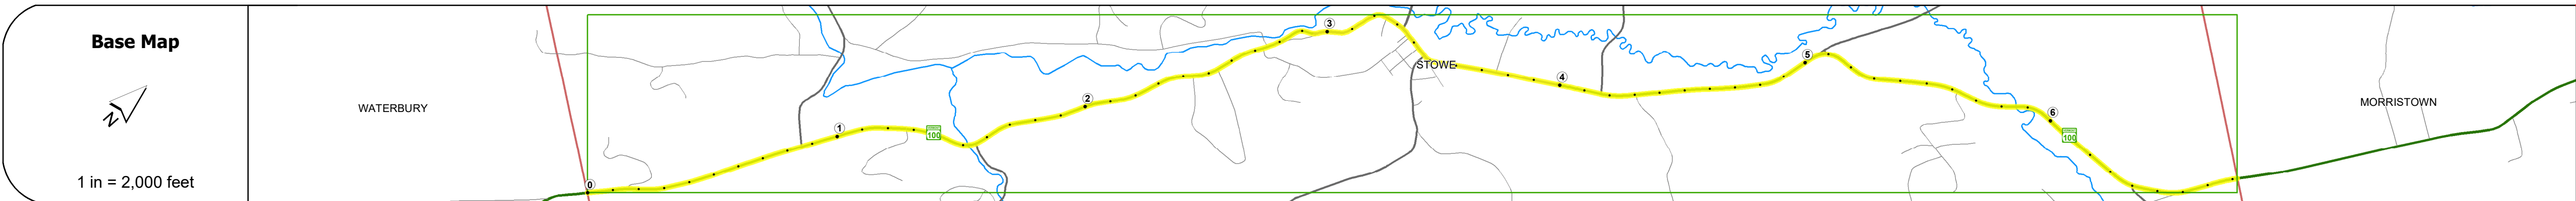 Base Map
N
1 in = 2,000 feet
WATERBURY
0
1
100
2
3
STOWE
4
5
6
100
MORRISTOWN